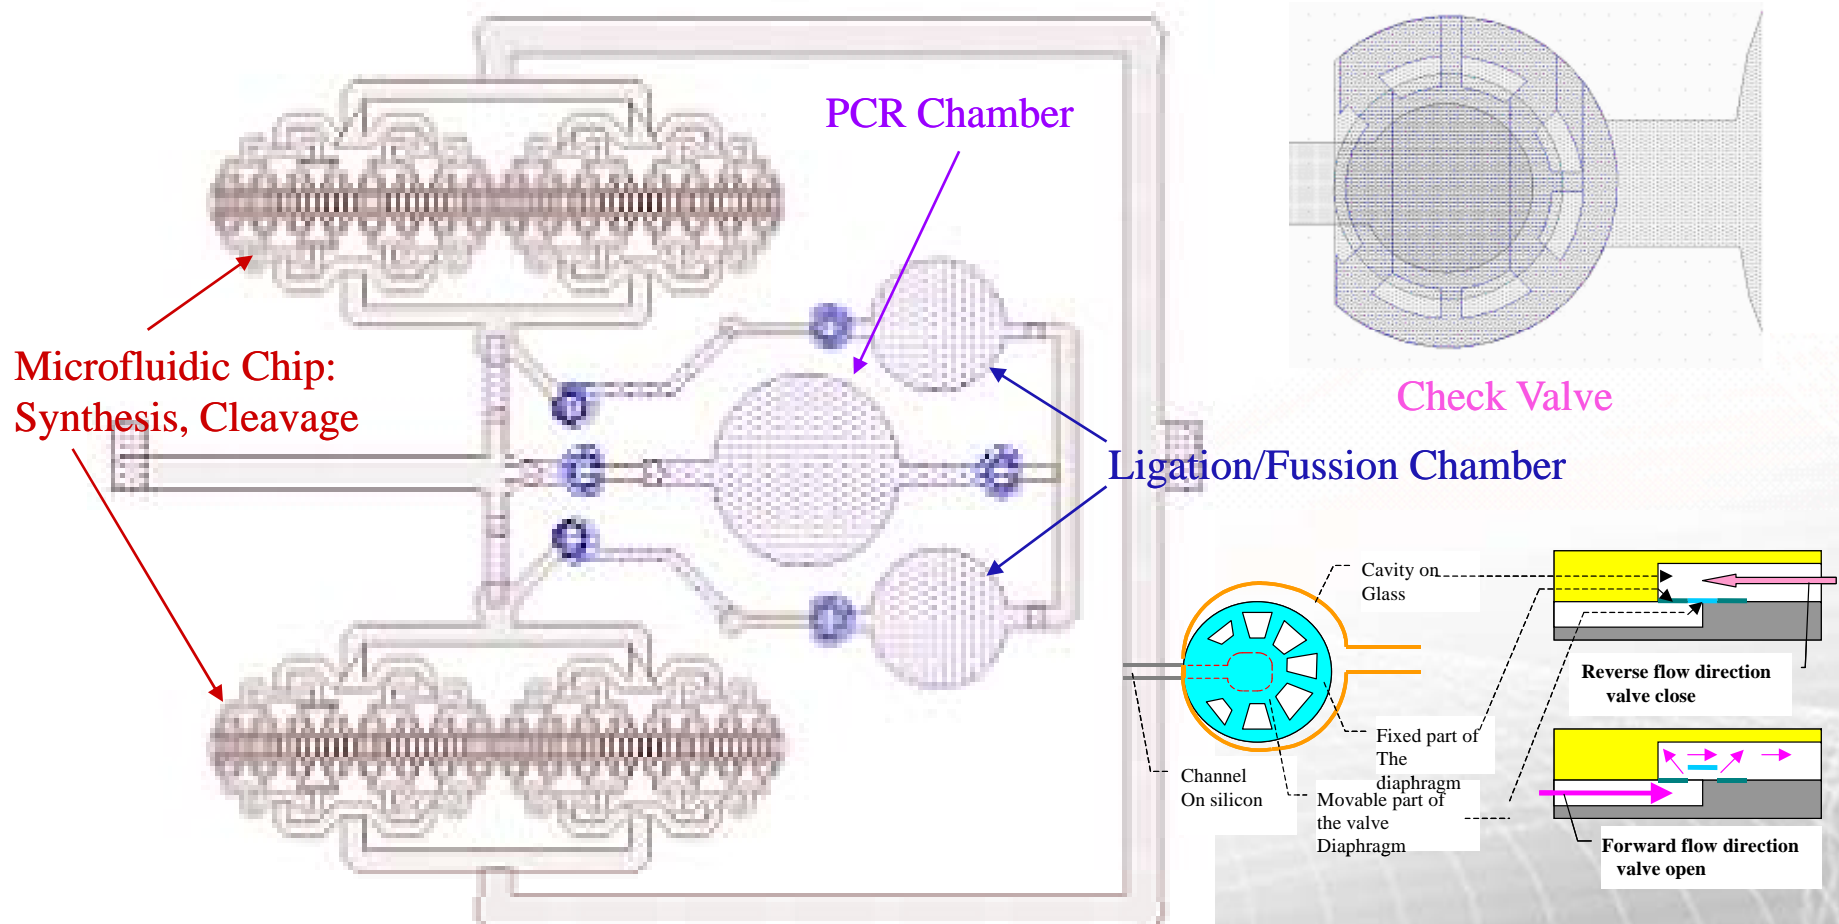 PCR Chamber
Microfluidic Chip:
Synthesis, Cleavage
Check Valve
Ligation/Fussion Chamber
Cavity on
Glass
Reverse flow direction
valve close
Fixed part of
The
diaphragm
Channel
On silicon
Movable part of
the valve
Diaphragm
Forward flow direction
valve open